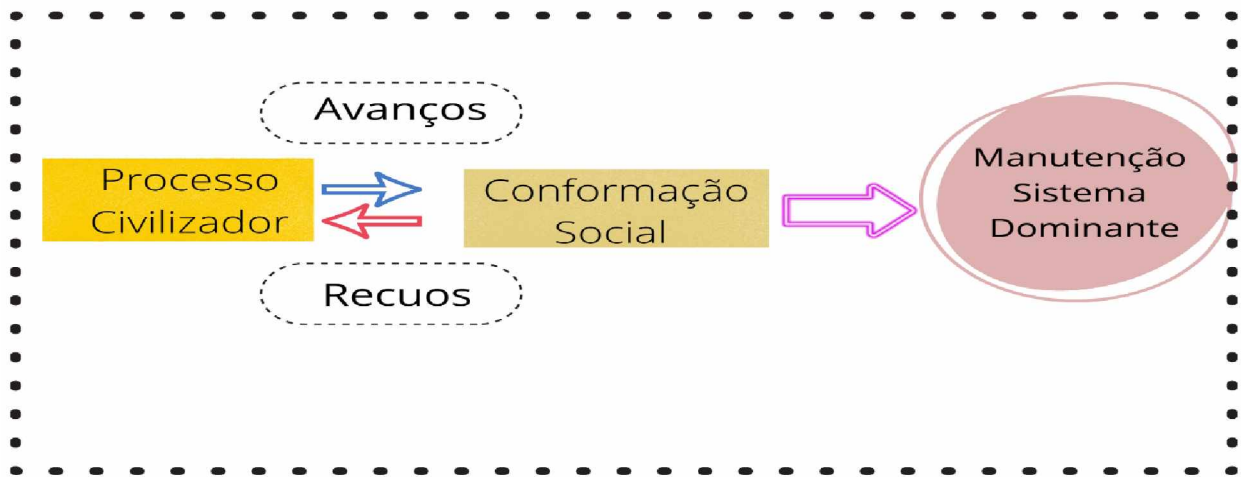 Avanços
Processo
Civilizador
Conformação
Social
Manutenção
Sistema
Dominante
Recuos